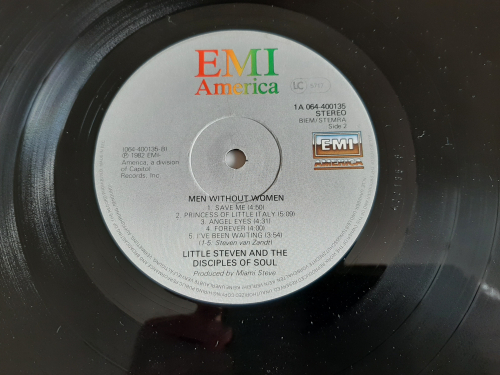 EMI
America
LC
1A 064-400135
STEREO
BIEM/STEMRA
Side 2
(064-400135-B)
℗ 1982 EMI-
America, a division
of Capitol
Records, Inc.
EMI
AMERICA
MEN WITHOUT WOMEN
1. SAVE ME (4:50)
2. PRINCESS OF LITTLE ITALY (5:09)
3. ANGEL EYES (4:31)
4. FOREVER (4:00)
5. I'VE BEEN WAITING (3:54)
(1-5: Steven van Zandt)
LITTLE STEVEN AND THE
DISCIPLES OF SOUL
Produced by Miami Steve